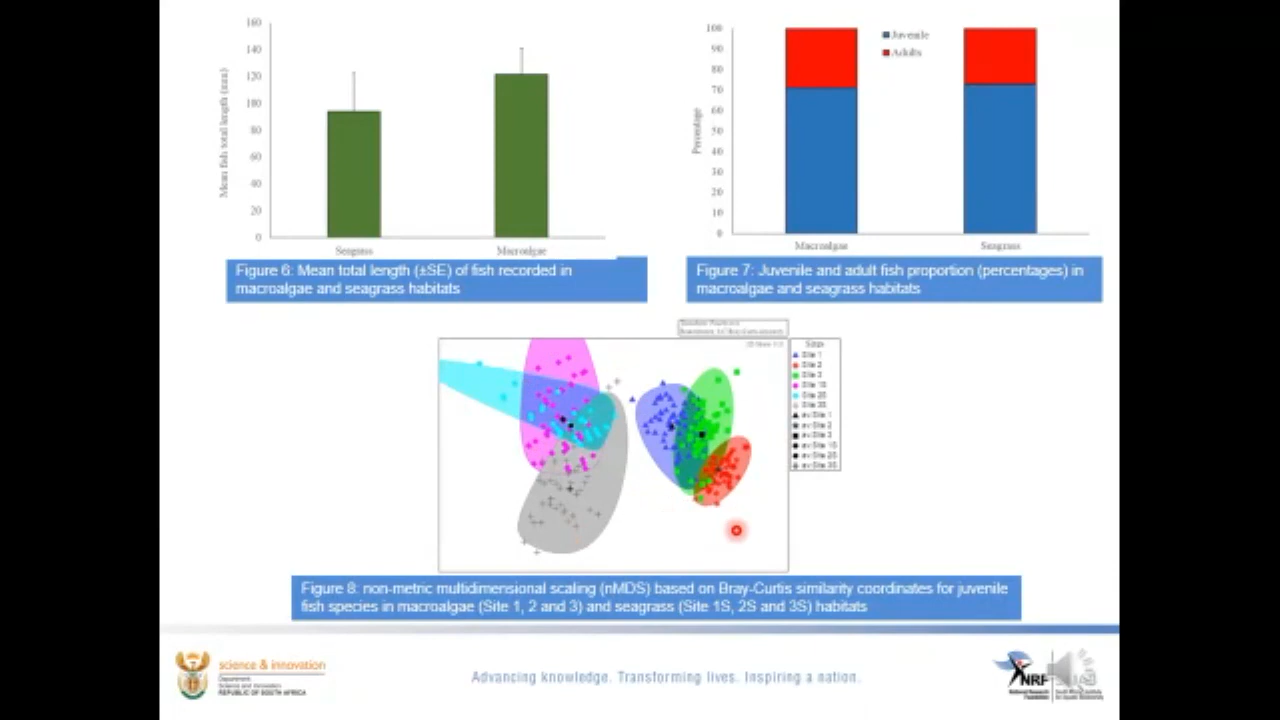 160
140
120
100
80
60
40
20
0
Mean fish total length (mm)
Seagrass
Macroalgae
Figure 6: Mean total length (±SE) of fish recorded in
macroalgae and seagrass habitats
100
90
80
70
60
50
40
30
20
10
0
Percentage
Juvenile
Adults
Macroalgae
Seagrass
Figure 7: Juvenile and adult fish proportion (percentages) in
macroalgae and seagrass habitats
Site 1
Site 2
Site 3
Site 1S
Site 2S
Site 3S
av Site 1
av Site 2
av Site 3
av Site 1S
av Site 2S
av Site 3S
Figure 8: non-metric multidimensional scaling (nMDS) based on Bray-Curtis similarity coordinates for juvenile
fish species in macroalgae (Site 1, 2 and 3) and seagrass (Site 1S, 2S and 3S) habitats
science & innovation
Department:
Science and Innovation
REPUBLIC OF SOUTH AFRICA
Advancing knowledge. Transforming lives. Inspiring a nation.
NRF
National Research
Foundation